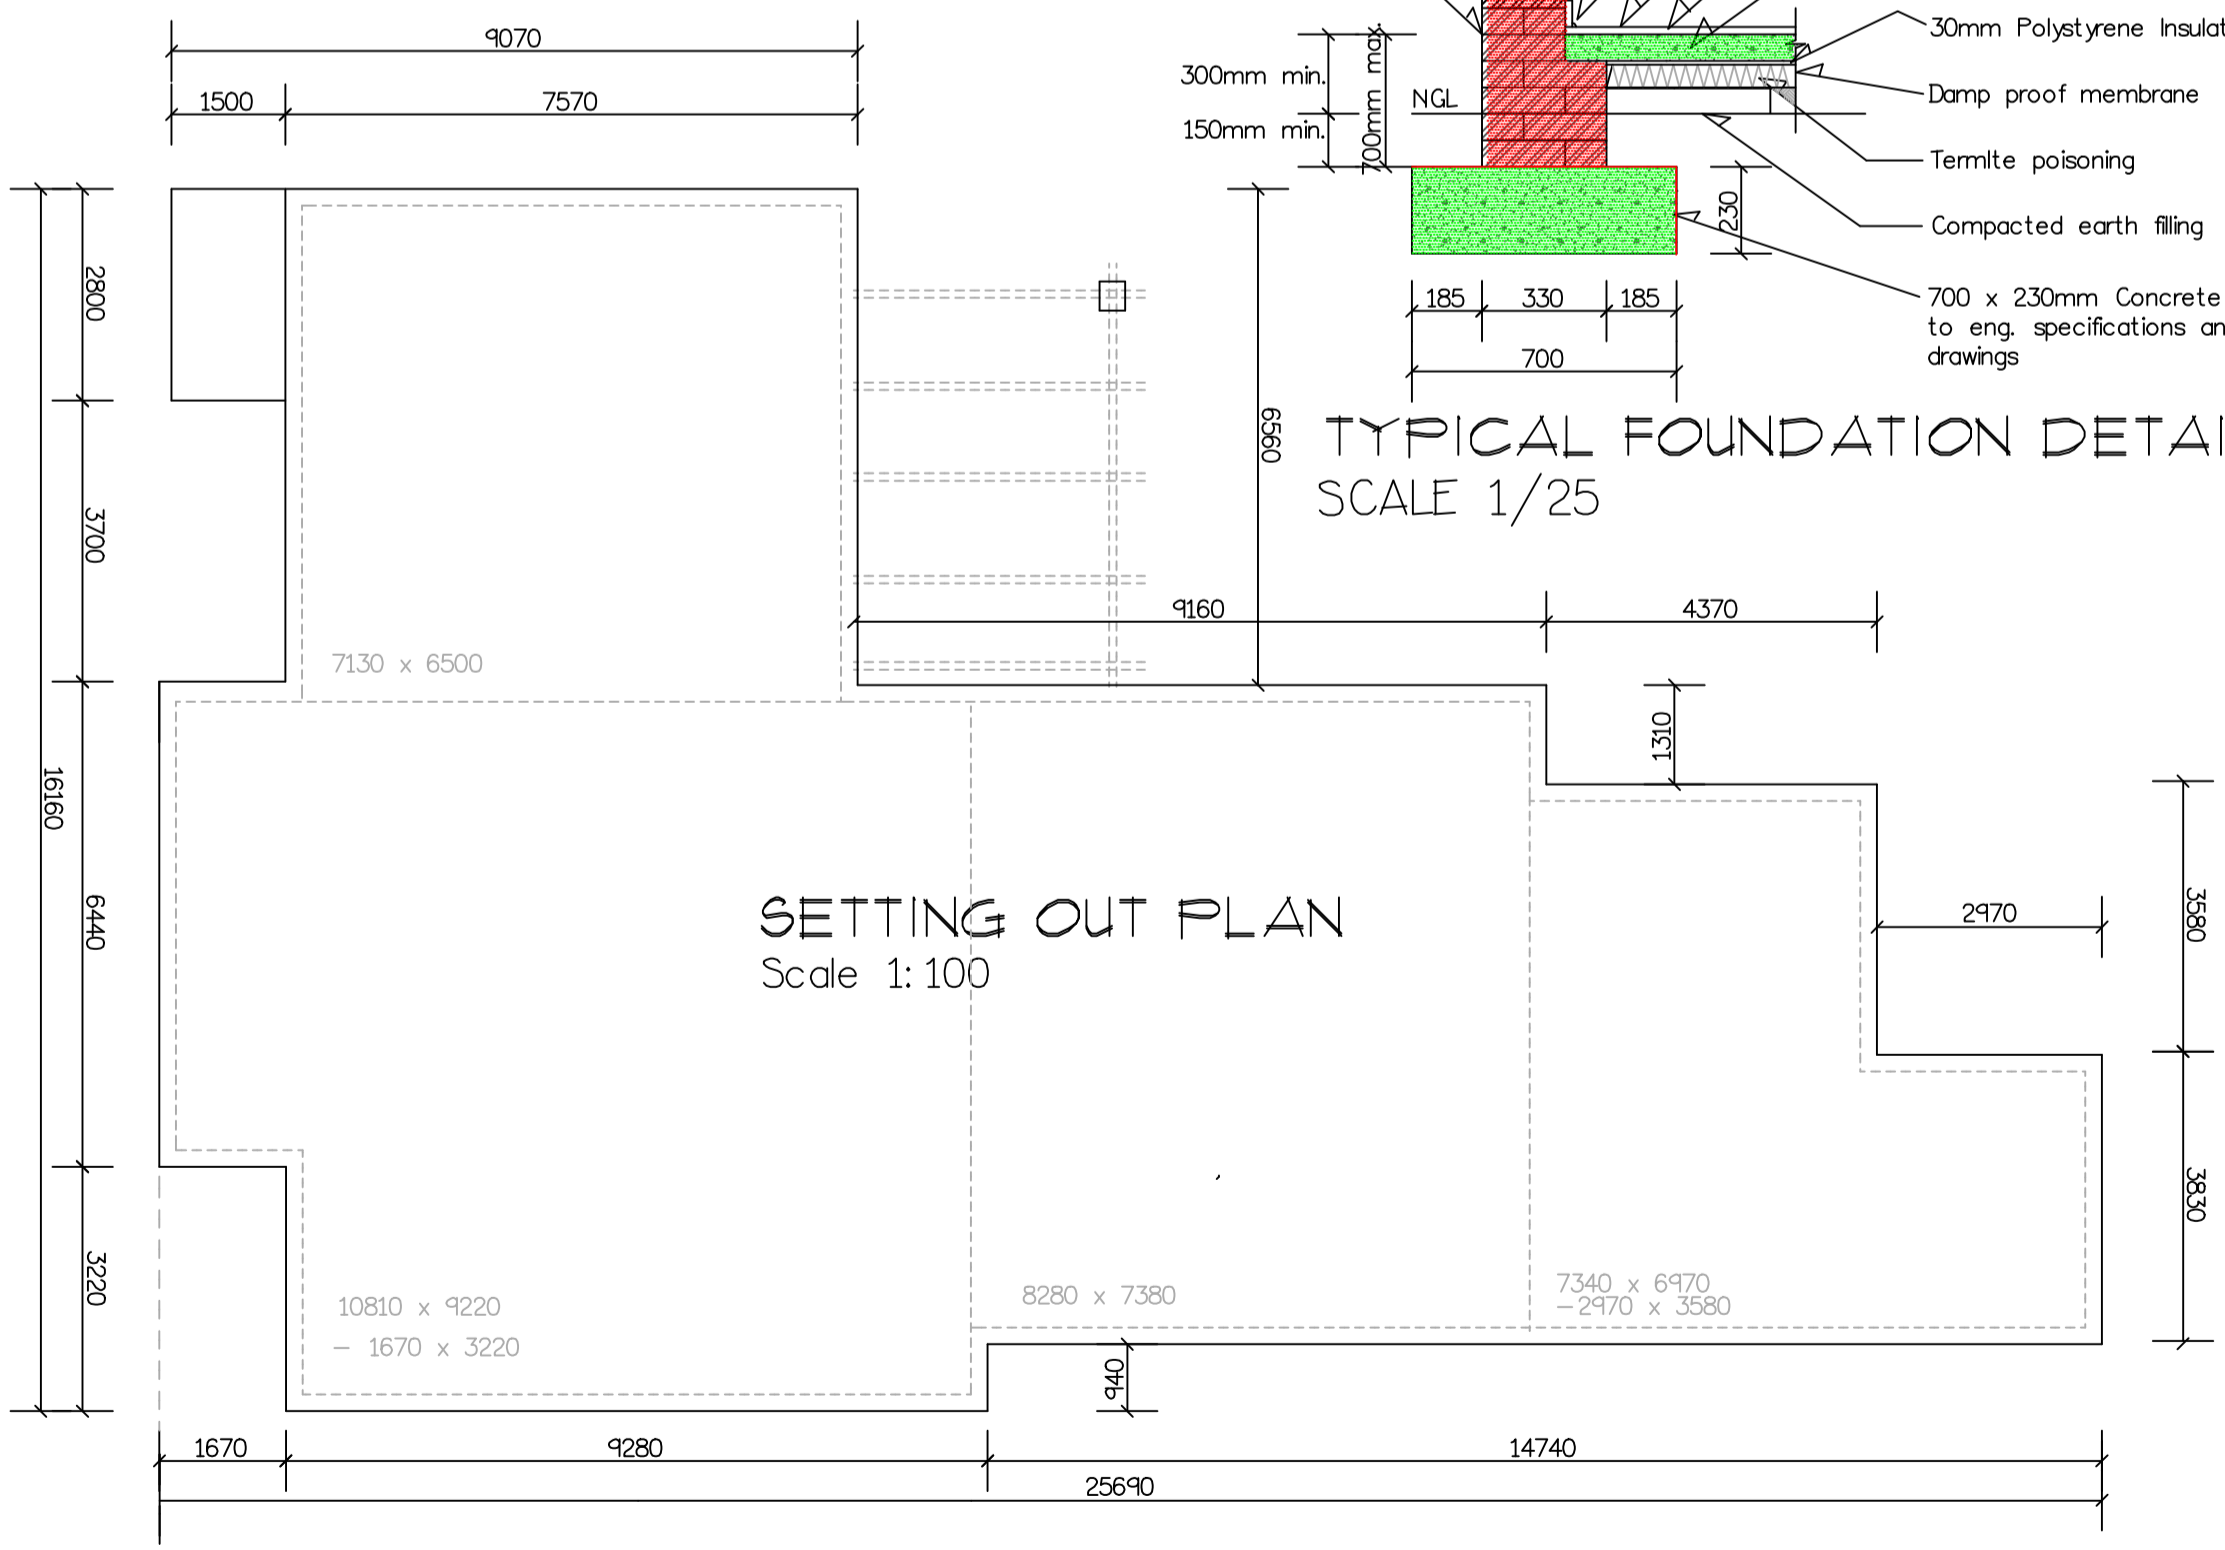 9070
1500
7570
2800
3700
6440
3220
16160
7130 x 6500
6560
9160
4370
1310
3580
2970
3830
SETTING OUT PLAN
Scale 1:100
10810 x 9220
- 1670 x 3220
8280 x 7380
7340 x 6970
-2970 x 3580
940
1670
9280
14740
25690
300mm min.
150mm min.
700mm max.
NGL
230
185
330
185
700
30mm Polystyrene Insulat
Damp proof membrane
TermIte poisoning
Compacted earth filling
700 x 230mm Concrete
to eng. specifications an
drawings
TYPICAL FOUNDATION DETAI
SCALE 1/25